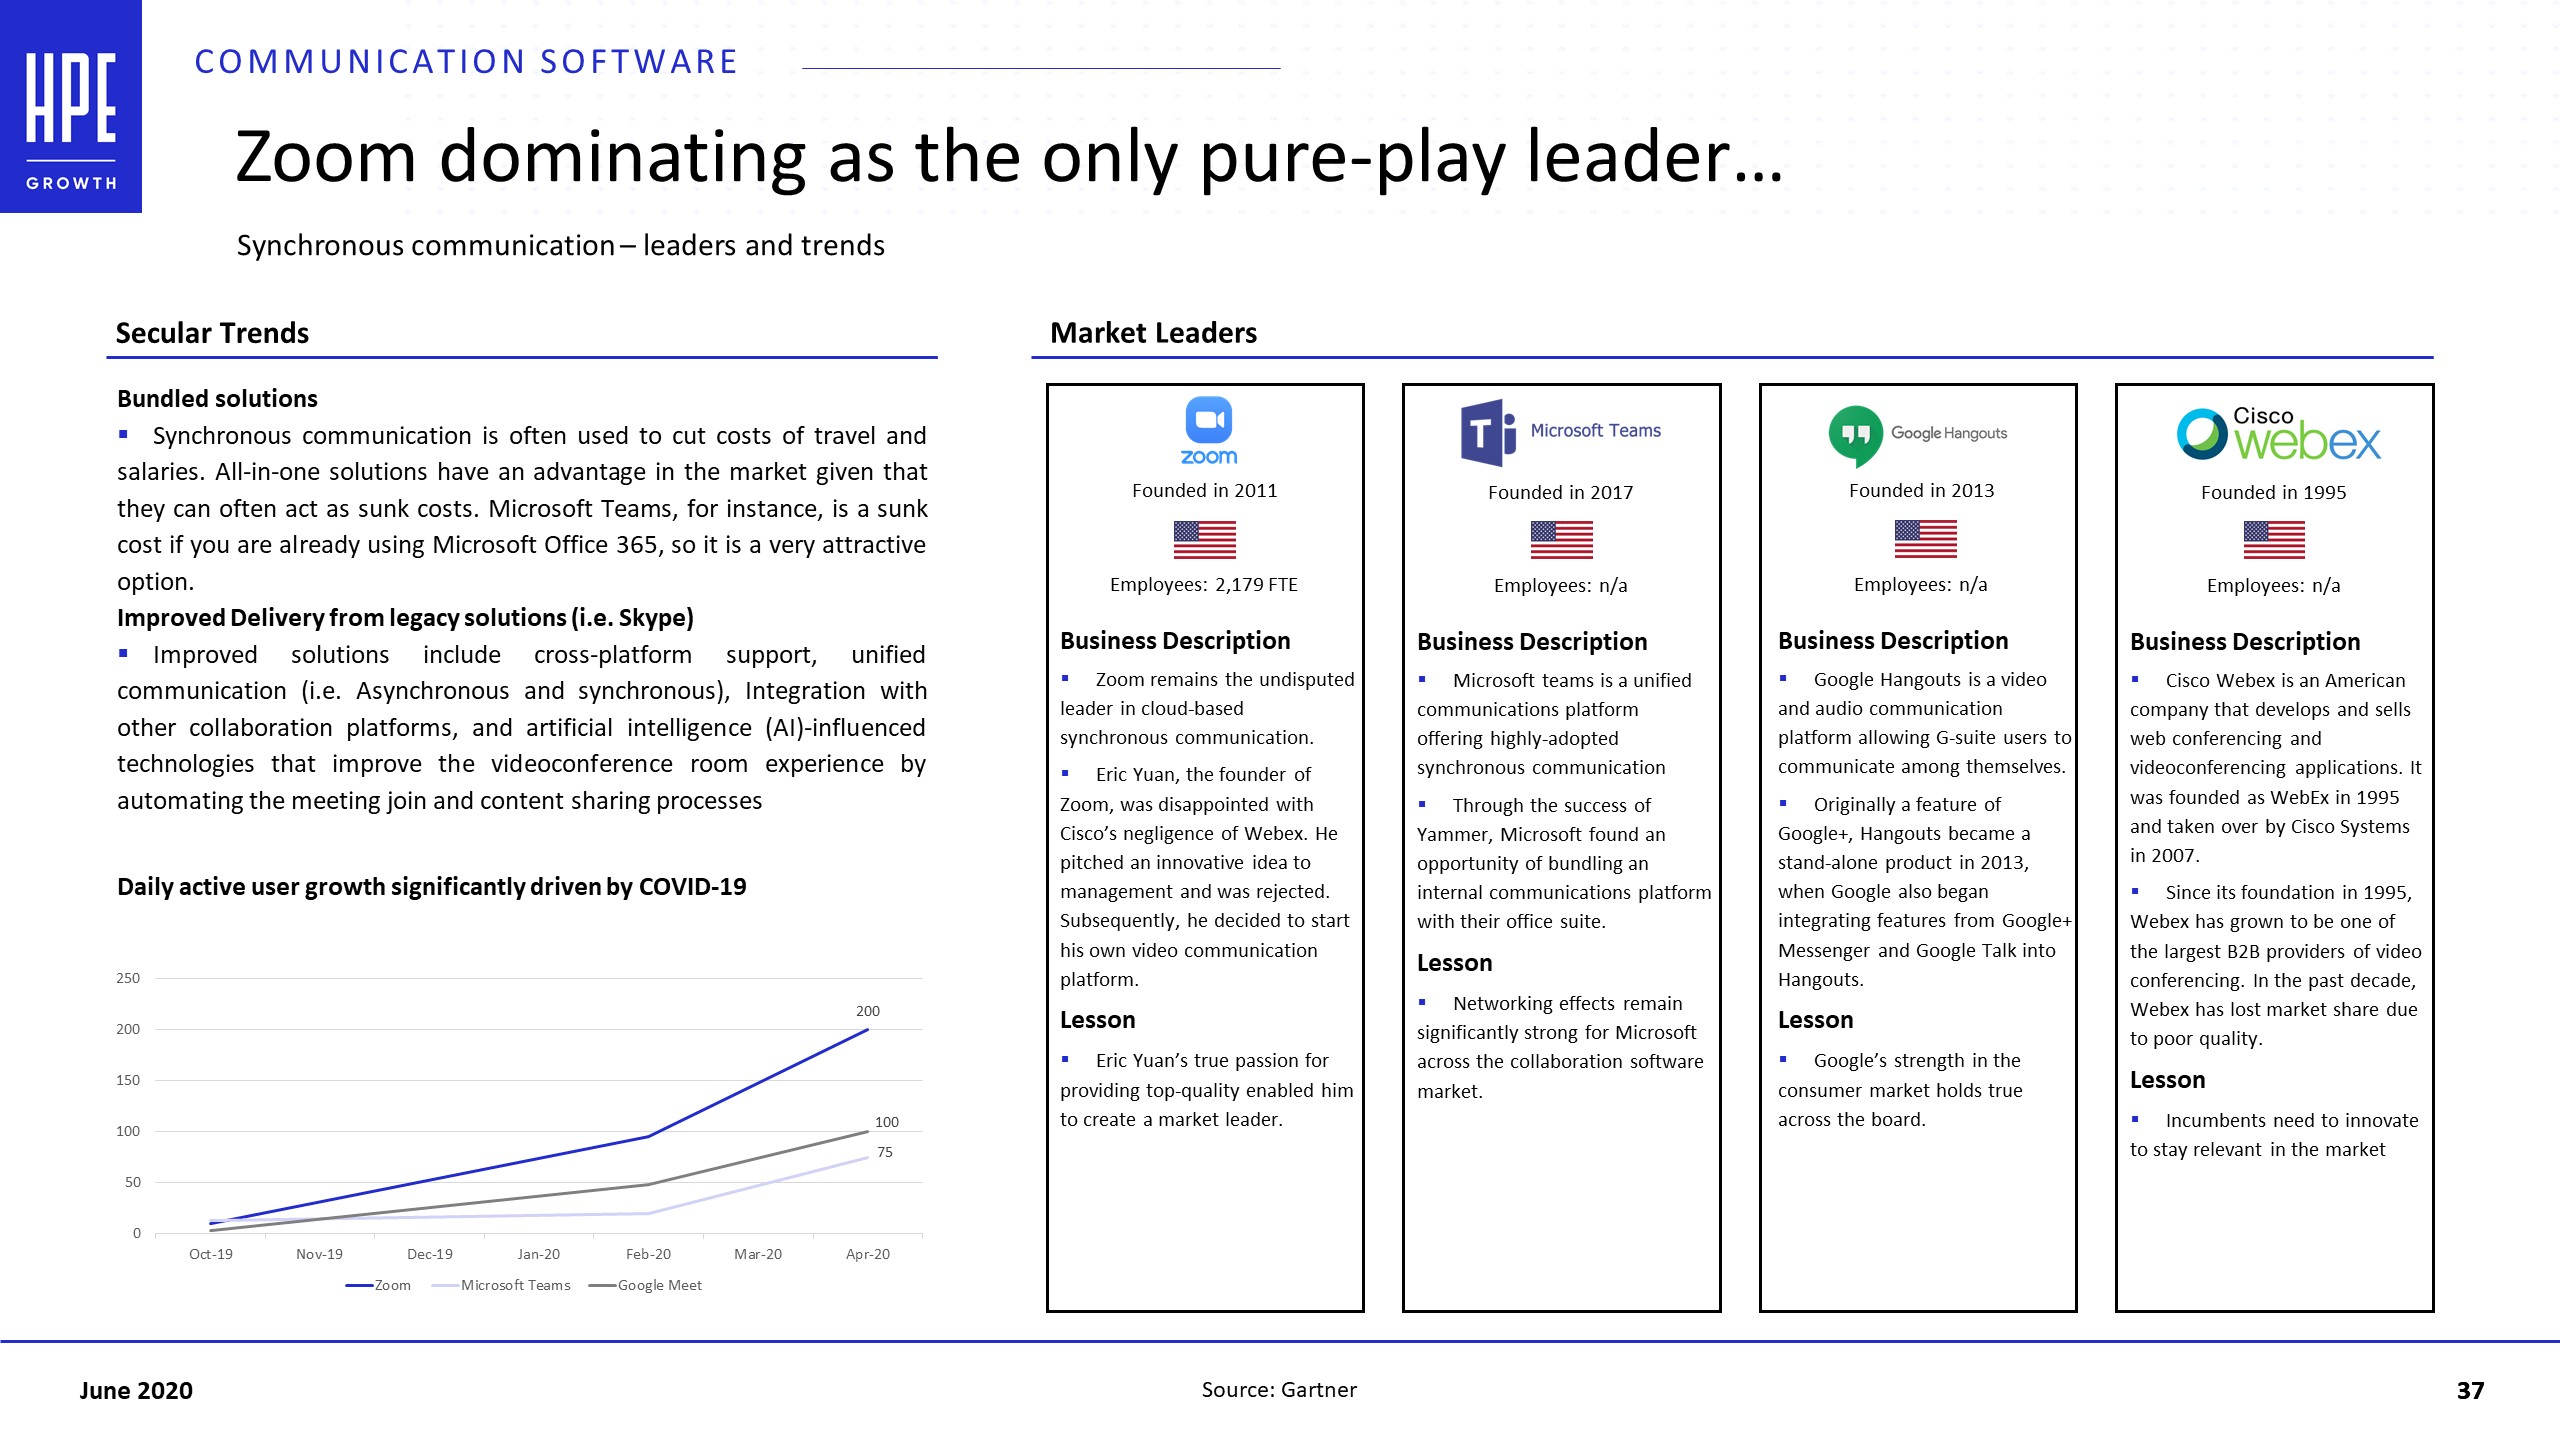 HPE
GROWTH
COMMUNICATION SOFTWARE
Zoom dominating as the only pure-play leader...
Synchronous communication – leaders and trends
Secular Trends
Bundled solutions
▪ Synchronous communication is often used to cut costs of travel and
salaries. All-in-one solutions have an advantage in the market given that
they can often act as sunk costs. Microsoft Teams, for instance, is a sunk
cost if you are already using Microsoft Office 365, so it is a very attractive
option.
Improved Delivery from legacy solutions (i.e. Skype)
▪ Improved solutions include cross-platform support, unified
communication (i.e. Asynchronous and synchronous), Integration with
other collaboration platforms, and artificial intelligence (AI)-influenced
technologies that improve the videoconference room experience by
automating the meeting join and content sharing processes
Daily active user growth significantly driven by COVID-19
250
200
150
100
50
0
200
100
75
Oct-19 Nov-19 Dec-19 Jan-20 Feb-20 Mar-20 Apr-20
Zoom Microsoft Teams Google Meet
Market Leaders
zoom
Founded in 2011
Employees: 2,179 FTE
Business Description
▪ Zoom remains the undisputed
leader in cloud-based
synchronous communication.
▪ Eric Yuan, the founder of
Zoom, was disappointed with
Cisco’s negligence of Webex. He
pitched an innovative idea to
management and was rejected.
Subsequently, he decided to start
his own video communication
platform.
Lesson
▪ Eric Yuan’s true passion for
providing top-quality enabled him
to create a market leader.
T
Microsoft Teams
Founded in 2017
Employees: n/a
Business Description
▪ Microsoft teams is a unified
communications platform
offering highly-adopted
synchronous communication
▪ Through the success of
Yammer, Microsoft found an
opportunity of bundling an
internal communications platform
with their office suite.
Lesson
▪ Networking effects remain
significantly strong for Microsoft
across the collaboration software
market.
Google Hangouts
Founded in 2013
Employees: n/a
Business Description
▪ Google Hangouts is a video
and audio communication
platform allowing G-suite users to
communicate among themselves.
▪ Originally a feature of
Google+, Hangouts became a
stand-alone product in 2013,
when Google also began
integrating features from Google+
Messenger and Google Talk into
Hangouts.
Lesson
▪ Google’s strength in the
consumer market holds true
across the board.
Cisco
webex
Founded in 1995
Employees: n/a
Business Description
▪ Cisco Webex is an American
company that develops and sells
web conferencing and
videoconferencing applications. It
was founded as WebEx in 1995
and taken over by Cisco Systems
in 2007.
▪ Since its foundation in 1995,
Webex has grown to be one of
the largest B2B providers of video
conferencing. In the past decade,
Webex has lost market share due
to poor quality.
Lesson
▪ Incumbents need to innovate
to stay relevant in the market
June 2020
Source: Gartner
37